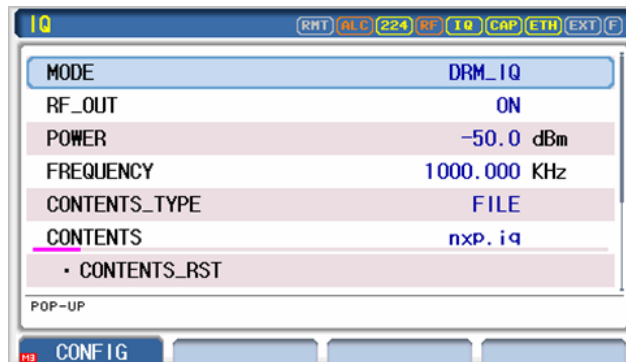 IQ RMT ALC 224 RF IQ CAP ETH EXT F
MODE DRM_IQ
RF_OUT ON
POWER -50.0 dBm
FREQUENCY 1000.000 KHz
CONTENTS_TYPE FILE
CONTENTS nxp.iq
· CONTENTS_RST
POP-UP
M3 CONFIG